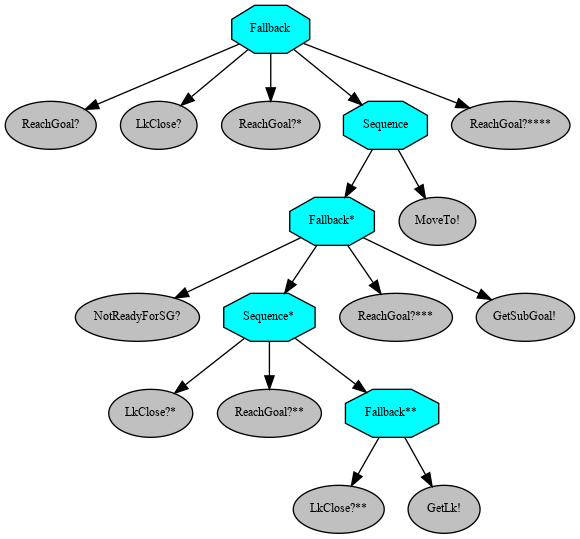 Fallback
ReachGoal?
LkClose?
ReachGoal?*
Sequence
ReachGoal?****
Fallback*
MoveTo!
NotReadyForSG?
Sequence*
ReachGoal?***
GetSubGoal!
LkClose?*
ReachGoal?**
Fallback**
LkClose?**
GetLk!